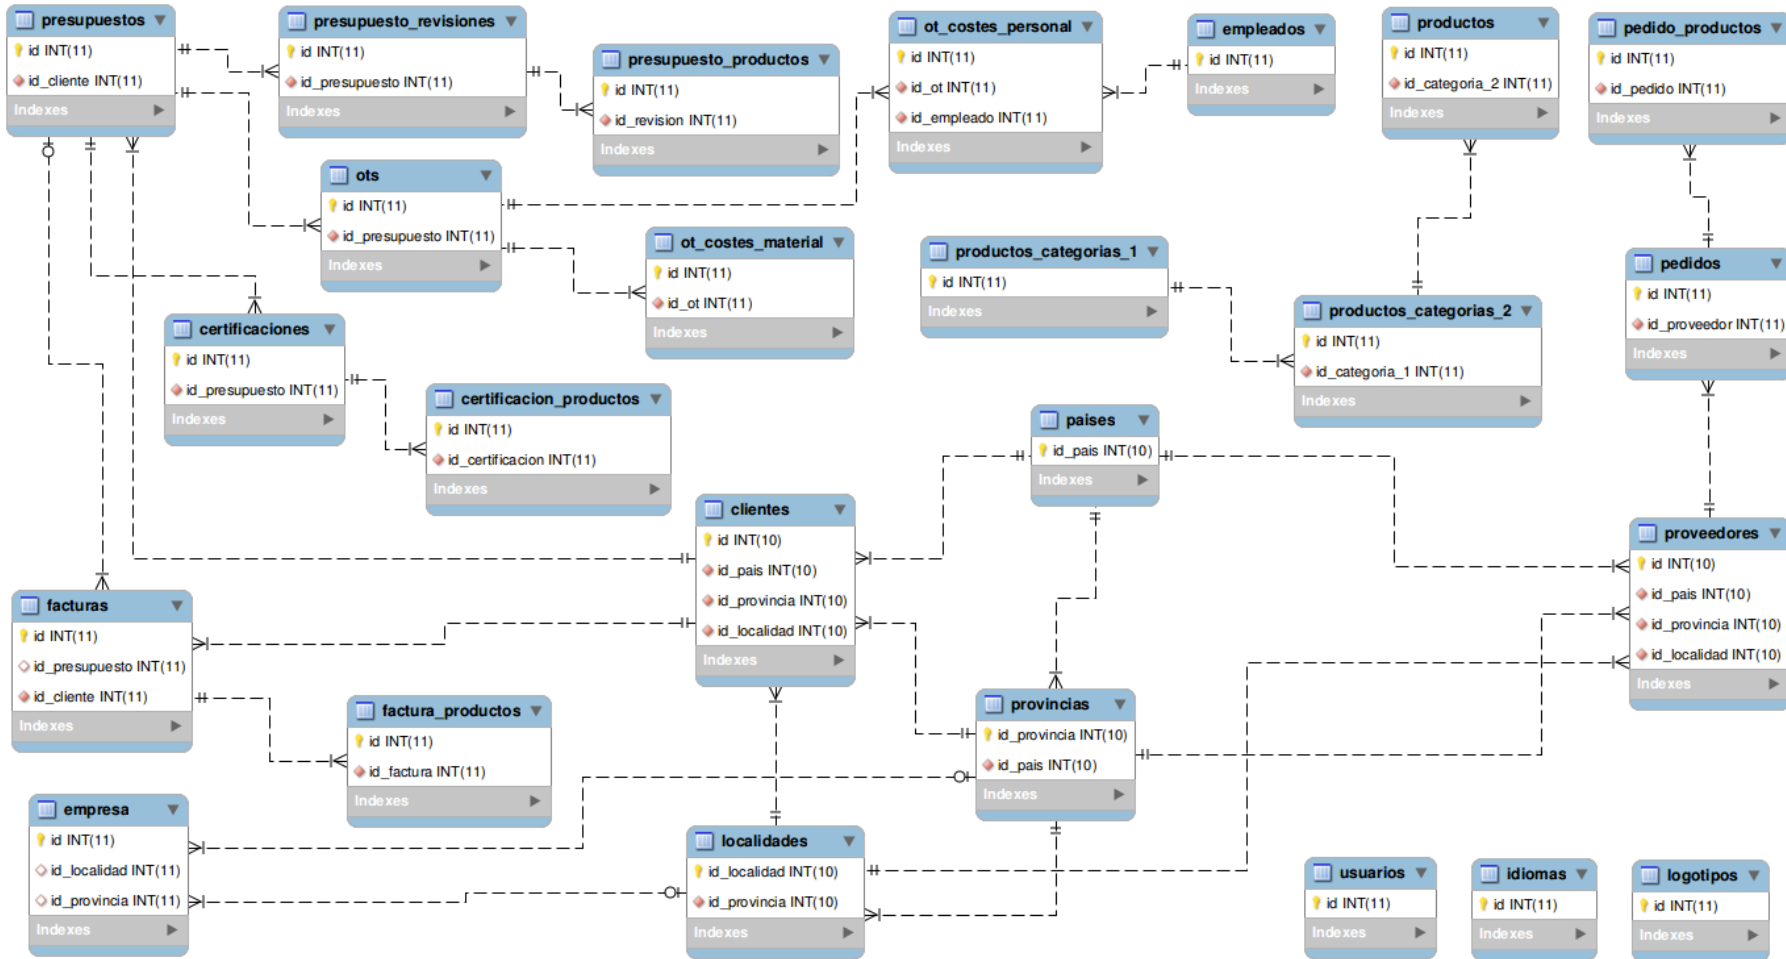 presupuestos
id INT(11)
id_cliente INT(11)
Indexes
presupuesto_revisiones
id INT(11)
id_presupuesto INT(11)
Indexes
presupuesto_productos
id INT(11)
id_revision INT(11)
Indexes
ot_costes_personal
id INT(11)
id_ot INT(11)
id_empleado INT(11)
Indexes
empleados
id INT(11)
Indexes
productos
id INT(11)
id_categoria_2 INT(11)
Indexes
pedido_productos
id INT(11)
id_pedido INT(11)
Indexes
ots
id INT(11)
id_presupuesto INT(11)
Indexes
ot_costes_material
id INT(11)
id_ot INT(11)
Indexes
productos_categorias_1
id INT(11)
Indexes
productos_categorias_2
id INT(11)
id_categoria_1 INT(11)
Indexes
pedidos
id INT(11)
id_proveedor INT(11)
Indexes
certificaciones
id INT(11)
id_presupuesto INT(11)
Indexes
certificacion_productos
id INT(11)
id_certificacion INT(11)
Indexes
paises
id_pais INT(10)
Indexes
clientes
id INT(10)
id_pais INT(10)
id_provincia INT(10)
id_localidad INT(10)
Indexes
proveedores
id INT(10)
id_pais INT(10)
id_provincia INT(10)
id_localidad INT(10)
Indexes
facturas
id INT(11)
id_presupuesto INT(11)
id_cliente INT(11)
Indexes
factura_productos
id INT(11)
id_factura INT(11)
Indexes
provincias
id_provincia INT(10)
id_pais INT(10)
Indexes
empresa
id INT(11)
id_localidad INT(11)
id_provincia INT(11)
Indexes
localidades
id_localidad INT(10)
id_provincia INT(10)
Indexes
usuarios
id INT(11)
Indexes
idiomas
id INT(11)
Indexes
logotipos
id INT(11)
Indexes